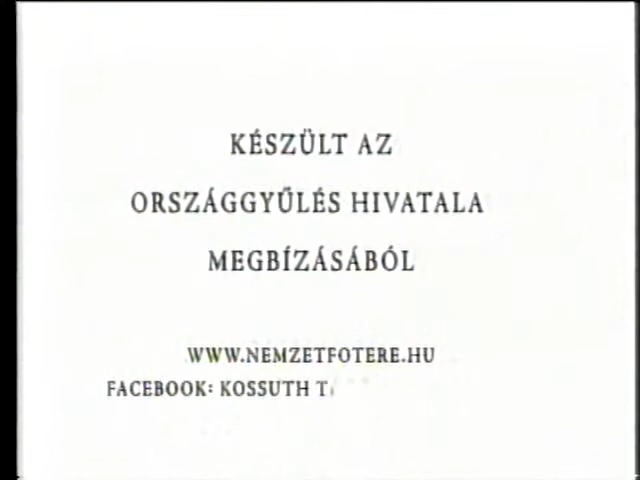 KÉSZÜLT AZ
ORSZÁGGYŰLÉS HIVATALA
MEGBÍZÁSÁBÓL
WWW.NEMZETFOTERE.HU
FACEBOOK: KOSSUTH